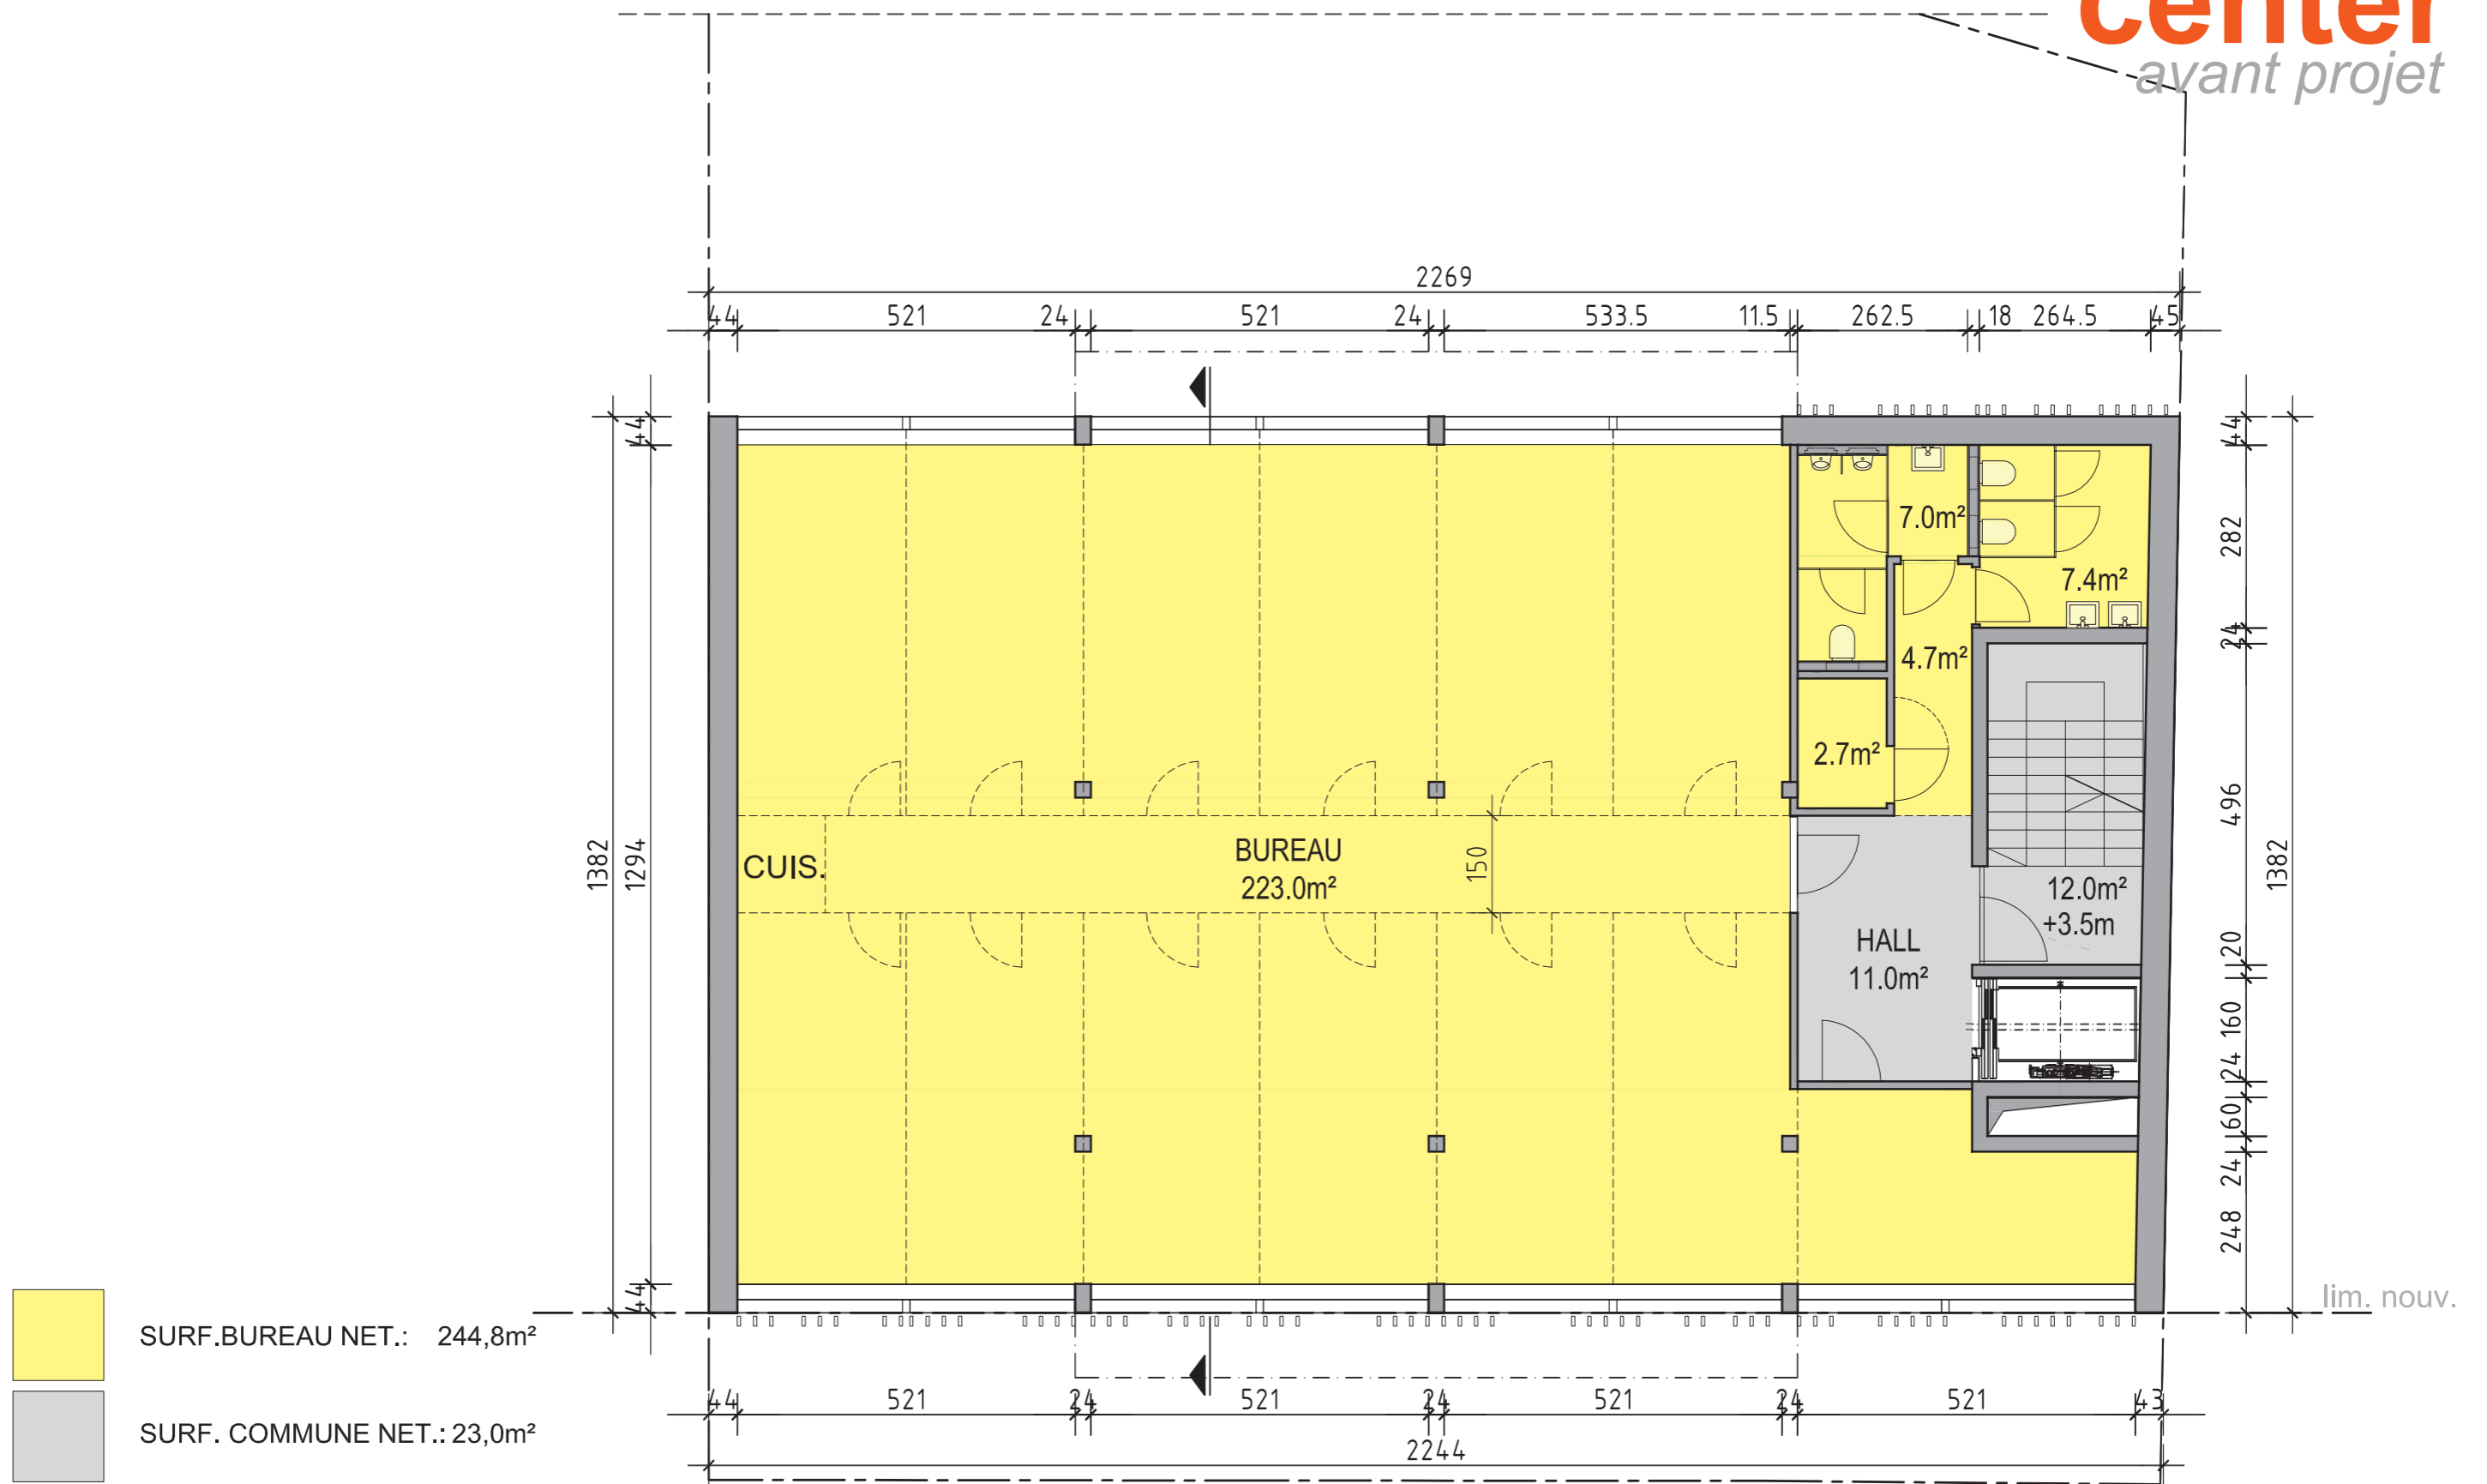 center
avant projet
2269
44 521 24 521 24 533.5 11.5 262.5 18 264.5 45
44
1294
44
1382
44
282
24
496
20
160
24
60
24
248
1382
7.0m²
7.4m²
4.7m²
2.7m²
CUIS.
BUREAU
223.0m²
150
12.0m²
+3.5m
HALL
11.0m²
lim. nouv.
SURF.BUREAU NET.: 244,8m²
SURF. COMMUNE NET.: 23,0m²
44 521 24 521 24 521 24 521 43
2244